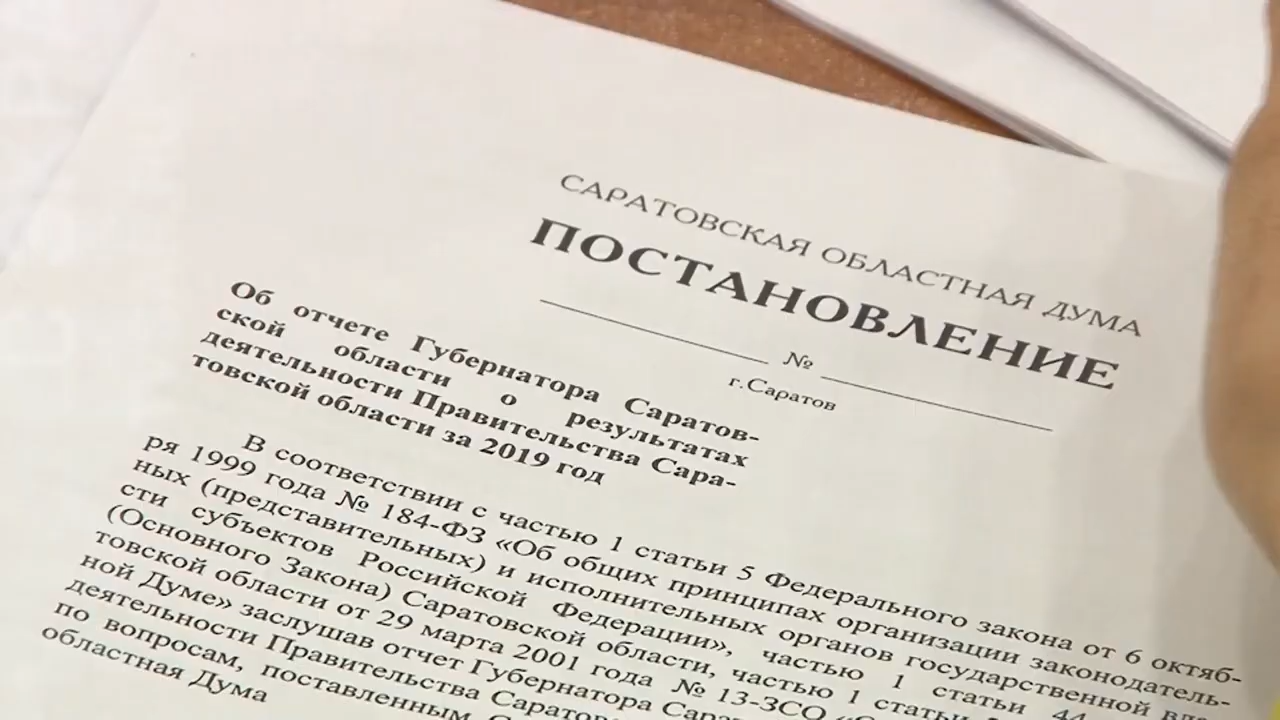 САРАТОВСКАЯ ОБЛАСТНАЯ ДУМА
ПОСТАНОВЛЕНИЕ
№
г.Саратов
Об отчете Губернатора Саратов-
ской области о результатах
деятельности Правительства Сара-
товской области за 2019 год
В соответствии с частью 1 статьи 5 Федерального закона от 6 октяб-
ря 1999 года № 184-ФЗ «Об общих принципах организации законодатель-
ных (представительных) и исполнительных органов государственной вла
сти субъектов Российской Федерации», частью 1 статьи 44
(Основного Закона) Саратовской области, частью 1 статьи
товской области от 29 марта 2001 года № 13-ЗСО
ной Думе» заслушав отчет Губернатора
деятельности Правительства
по вопросам, поставленным
областная Дума